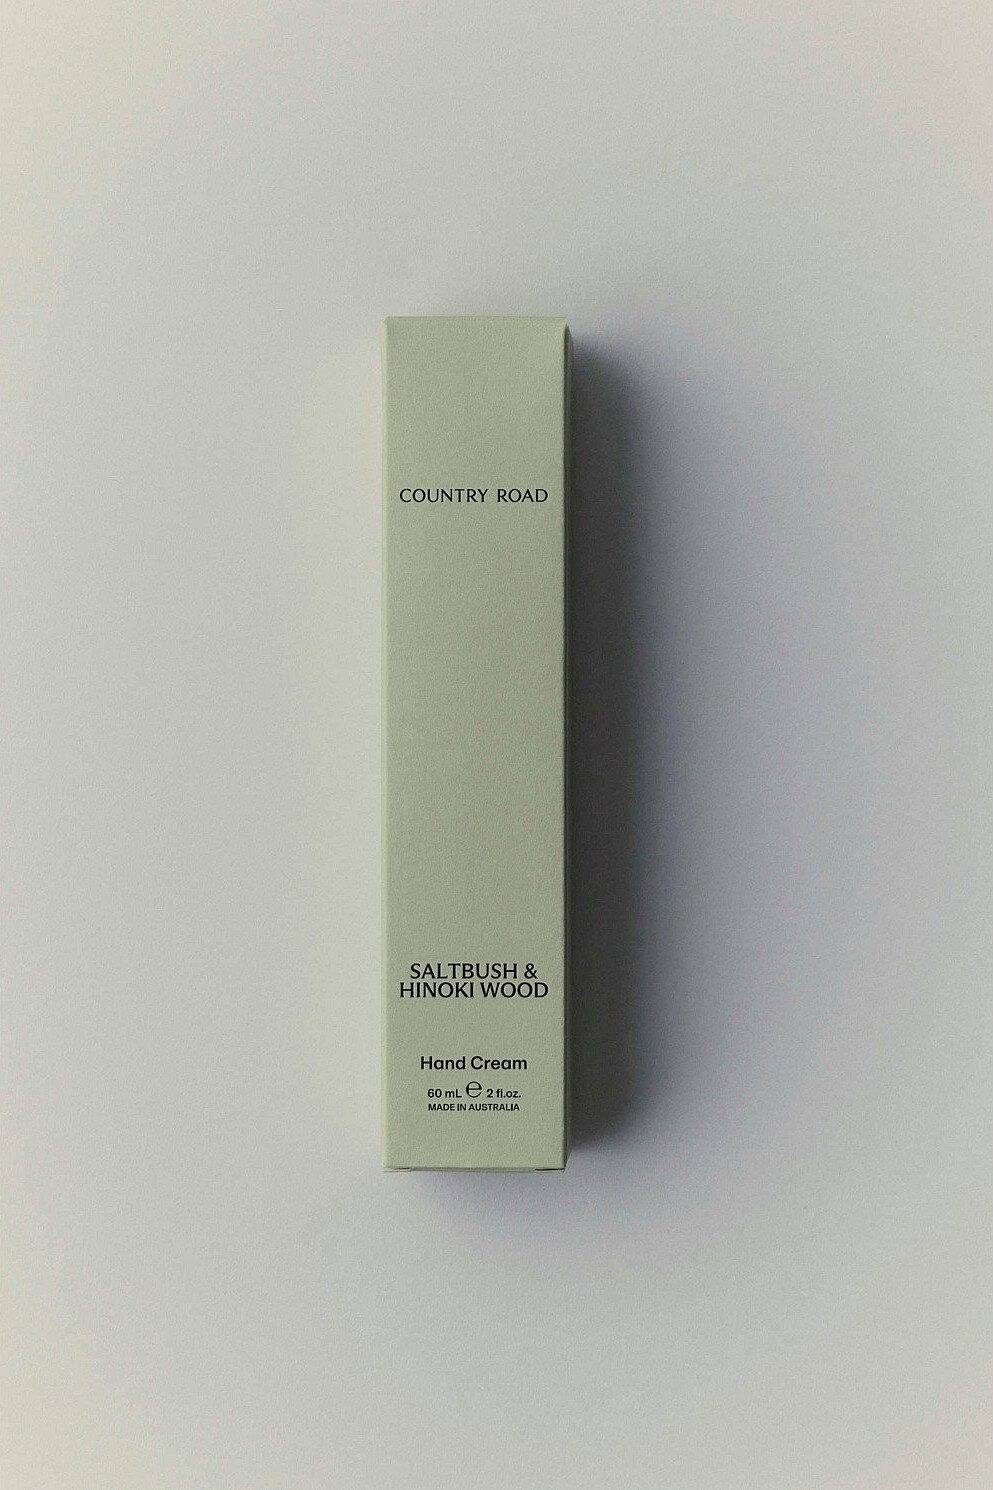 COUNTRY ROAD
SALTBUSH &
HINOKI WOOD
Hand Cream
60 mL ℮ 2 fl.oz.
MADE IN AUSTRALIA